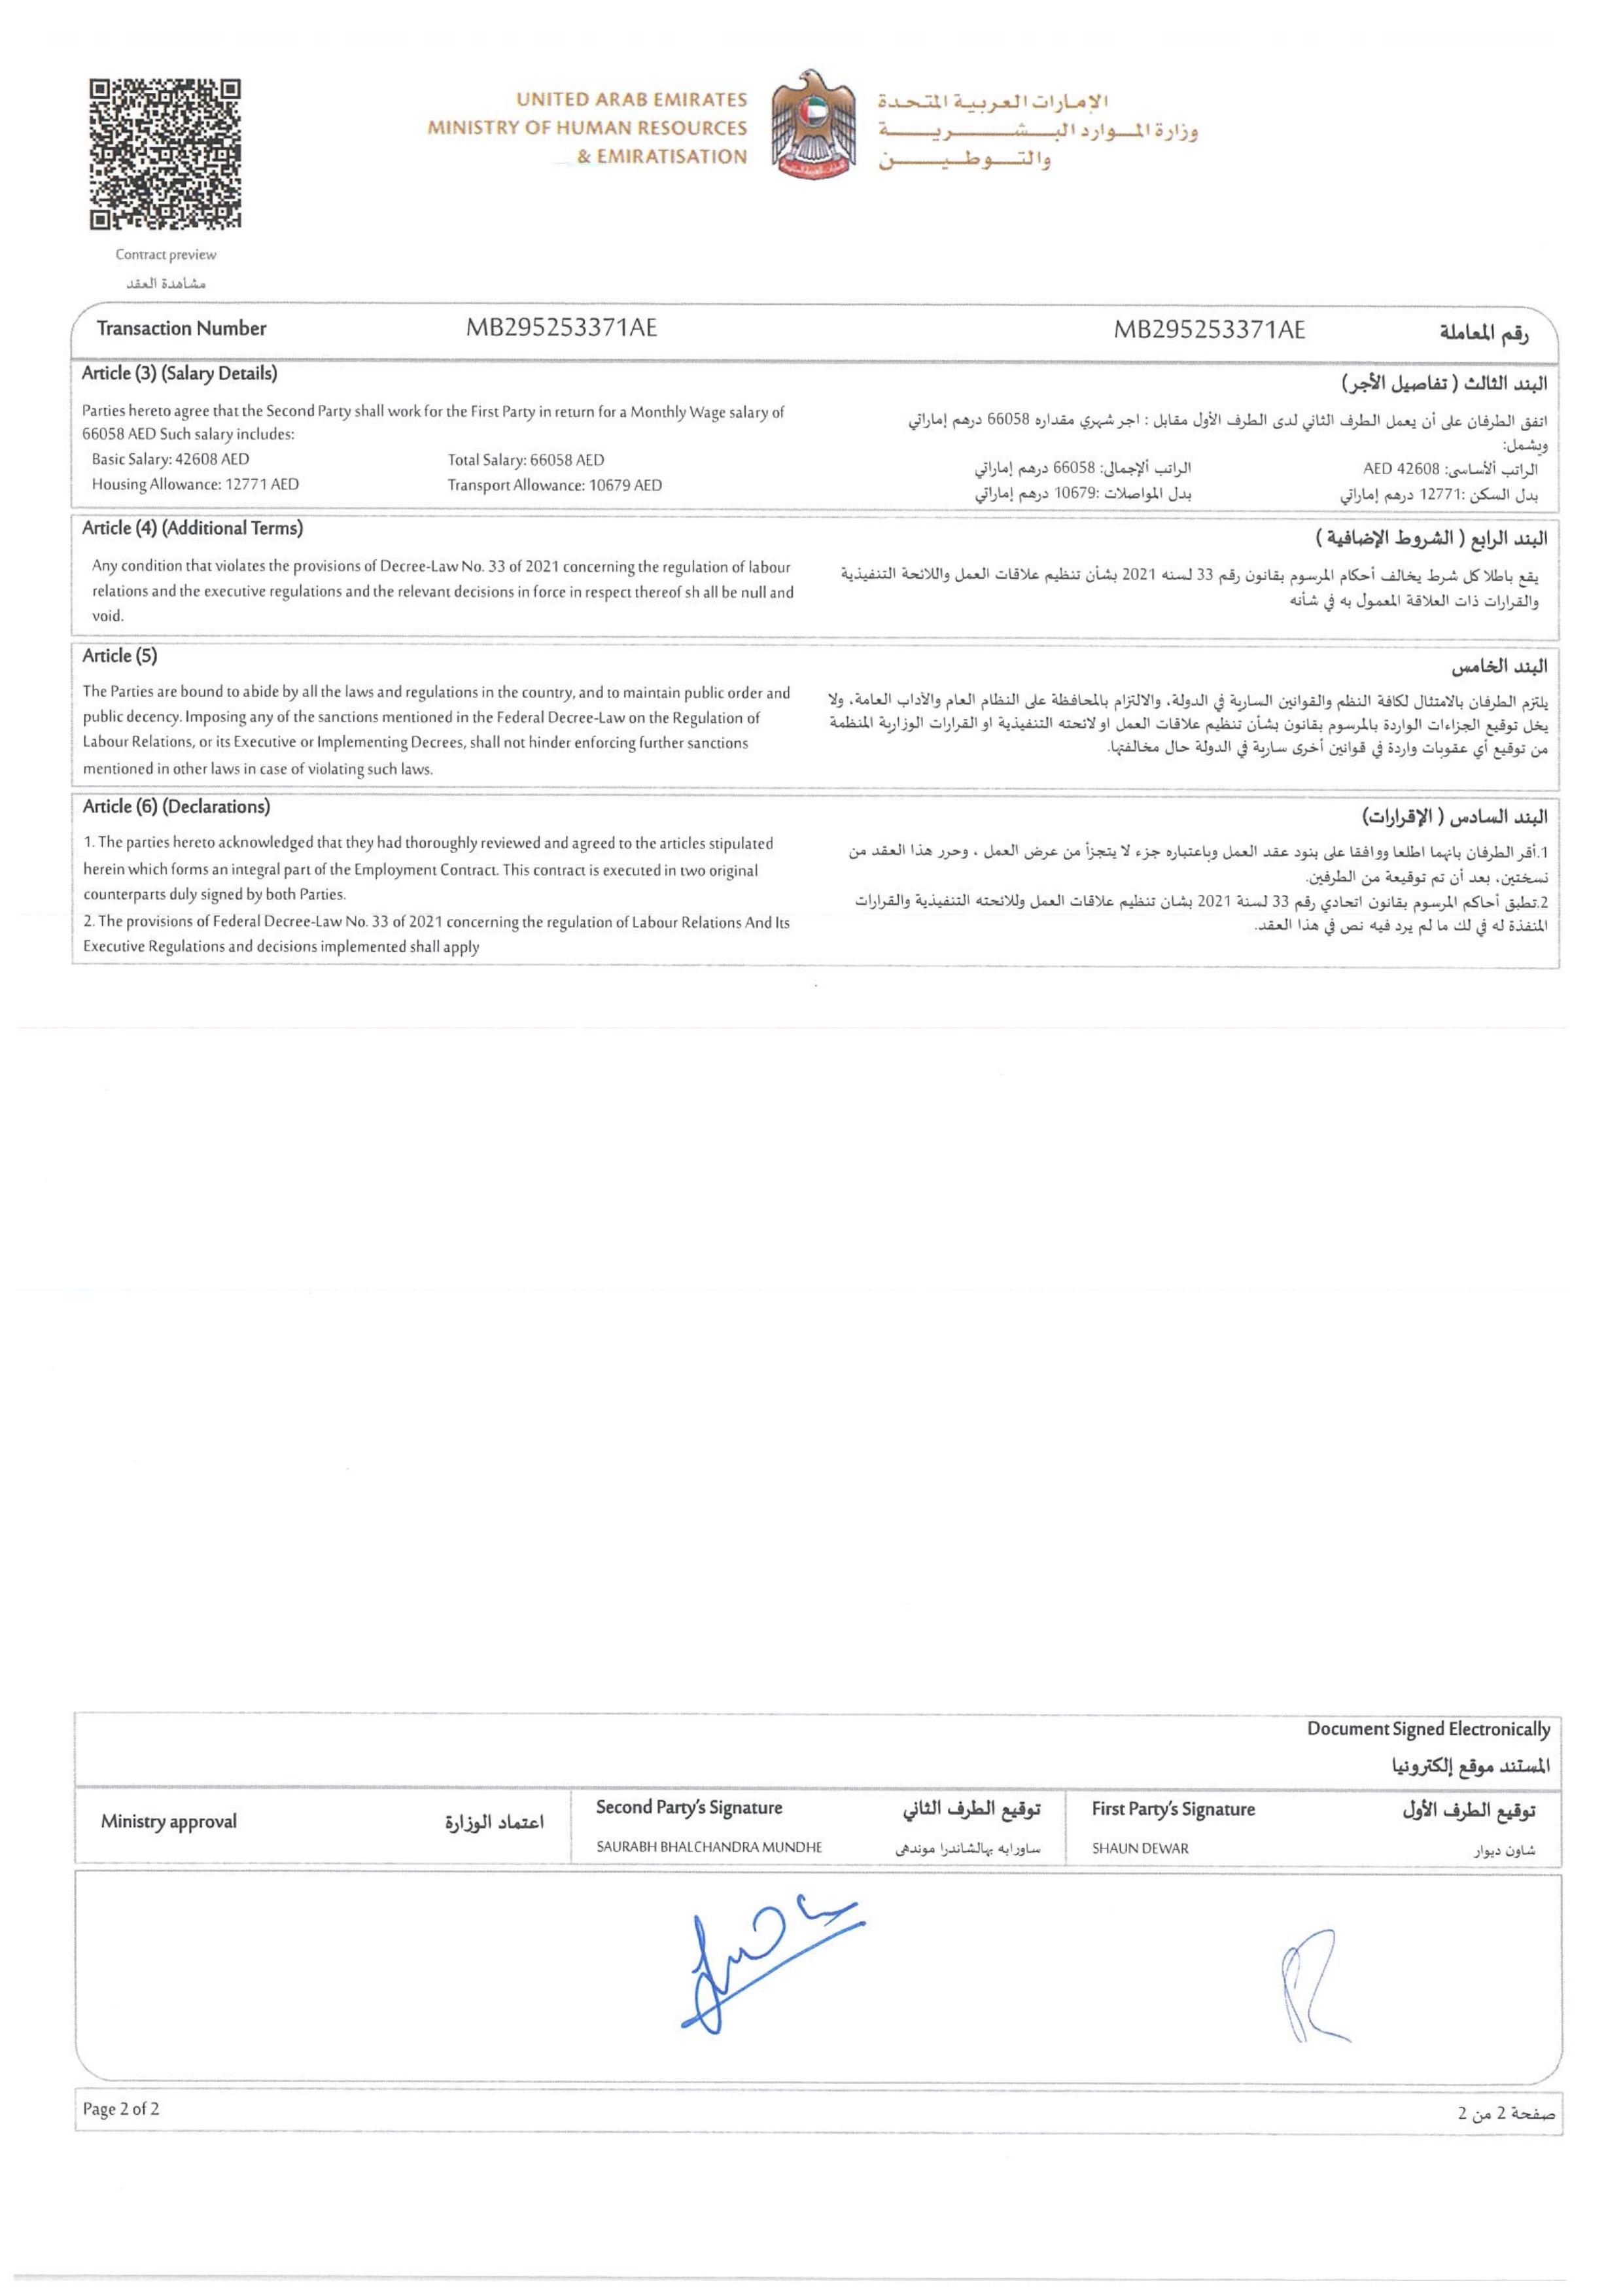 UNITED ARAB EMIRATES
MINISTRY OF HUMAN RESOURCES
& EMIRATISATION
الإمارات العربية المتحدة
وزارة الموارد البشرية
والتوطين
Contract preview
مشاهدة العقد
Transaction Number MB295253371AE
MB295253371AE رقم المعاملة
Article (3) (Salary Details)
Parties hereto agree that the Second Party shall work for the First Party in return for a Monthly Wage salary of
66058 AED Such salary includes:
Basic Salary: 42608 AED Total Salary: 66058 AED
Housing Allowance: 12771 AED Transport Allowance: 10679 AED
البند الثالث ( تفاصيل الأجر)
اتفق الطرفان على أن يعمل الطرف الثاني لدى الطرف الأول مقابل : اجر شهري مقداره 66058 درهم إماراتي
ويشمل:
الراتب ألأساسى: 42608 AED الراتب ألإجمالى: 66058 درهم إماراتي
بدل السكن :12771 درهم إماراتي بدل المواصلات :10679 درهم إماراتي
Article (4) (Additional Terms)
Any condition that violates the provisions of Decree-Law No. 33 of 2021 concerning the regulation of labour
relations and the executive regulations and the relevant decisions in force in respect thereof sh all be null and
void.
البند الرابع ( الشروط الإضافية )
يقع باطلا كل شرط يخالف أحكام المرسوم بقانون رقم 33 لسنه 2021 بشأن تنظيم علاقات العمل واللائحة التنفيذية
والقرارات ذات العلاقة المعمول به في شأنه
Article (5)
The Parties are bound to abide by all the laws and regulations in the country, and to maintain public order and
public decency. Imposing any of the sanctions mentioned in the Federal Decree-Law on the Regulation of
Labour Relations, or its Executive or Implementing Decrees, shall not hinder enforcing further sanctions
mentioned in other laws in case of violating such laws.
البند الخامس
يلتزم الطرفان بالامتثال لكافة النظم والقوانين السارية في الدولة، والالتزام بالمحافظة على النظام العام والأداب العامة، ولا
يخل توقيع الجزاءات الواردة بالمرسوم بقانون بشأن تنظيم علاقات العمل او لائحته التنفيذية او القرارات الوزارية المنظمة
من توقيع أي عقوبات واردة في قوانين أخرى سارية في الدولة حال مخالفتها.
Article (6) (Declarations)
1. The parties hereto acknowledged that they had thoroughly reviewed and agreed to the articles stipulated
herein which forms an integral part of the Employment Contract. This contract is executed in two original
counterparts duly signed by both Parties.
2. The provisions of Federal Decree-Law No. 33 of 2021 concerning the regulation of Labour Relations And Its
Executive Regulations and decisions implemented shall apply
البند السادس ( الإقرارات)
1.أقر الطرفان بانهما اطلعا ووافقا على بنود عقد العمل وباعتباره جزء لا يتجزأ من عرض العمل ، وحرر هذا العقد من
نسختين، بعد أن تم توقيعة من الطرفين.
2.تطبق أحاكم المرسوم بقانون اتحادي رقم 33 لسنة 2021 بشان تنظيم علاقات العمل وللائحته التنفيذية والقرارات
المنفذة له في لك ما لم يرد فيه نص في هذا العقد.
Document Signed Electronically
المستند موقع إلكترونيا
Ministry approval اعتماد الوزارة
Second Party's Signature توقيع الطرف الثاني
SAURABH BHALCHANDRA MUNDHE ساورابه بهالشاندرا موندهى
First Party's Signature توقيع الطرف الأول
SHAUN DEWAR شاون ديوار
Page 2 of 2
صفحة 2 من 2